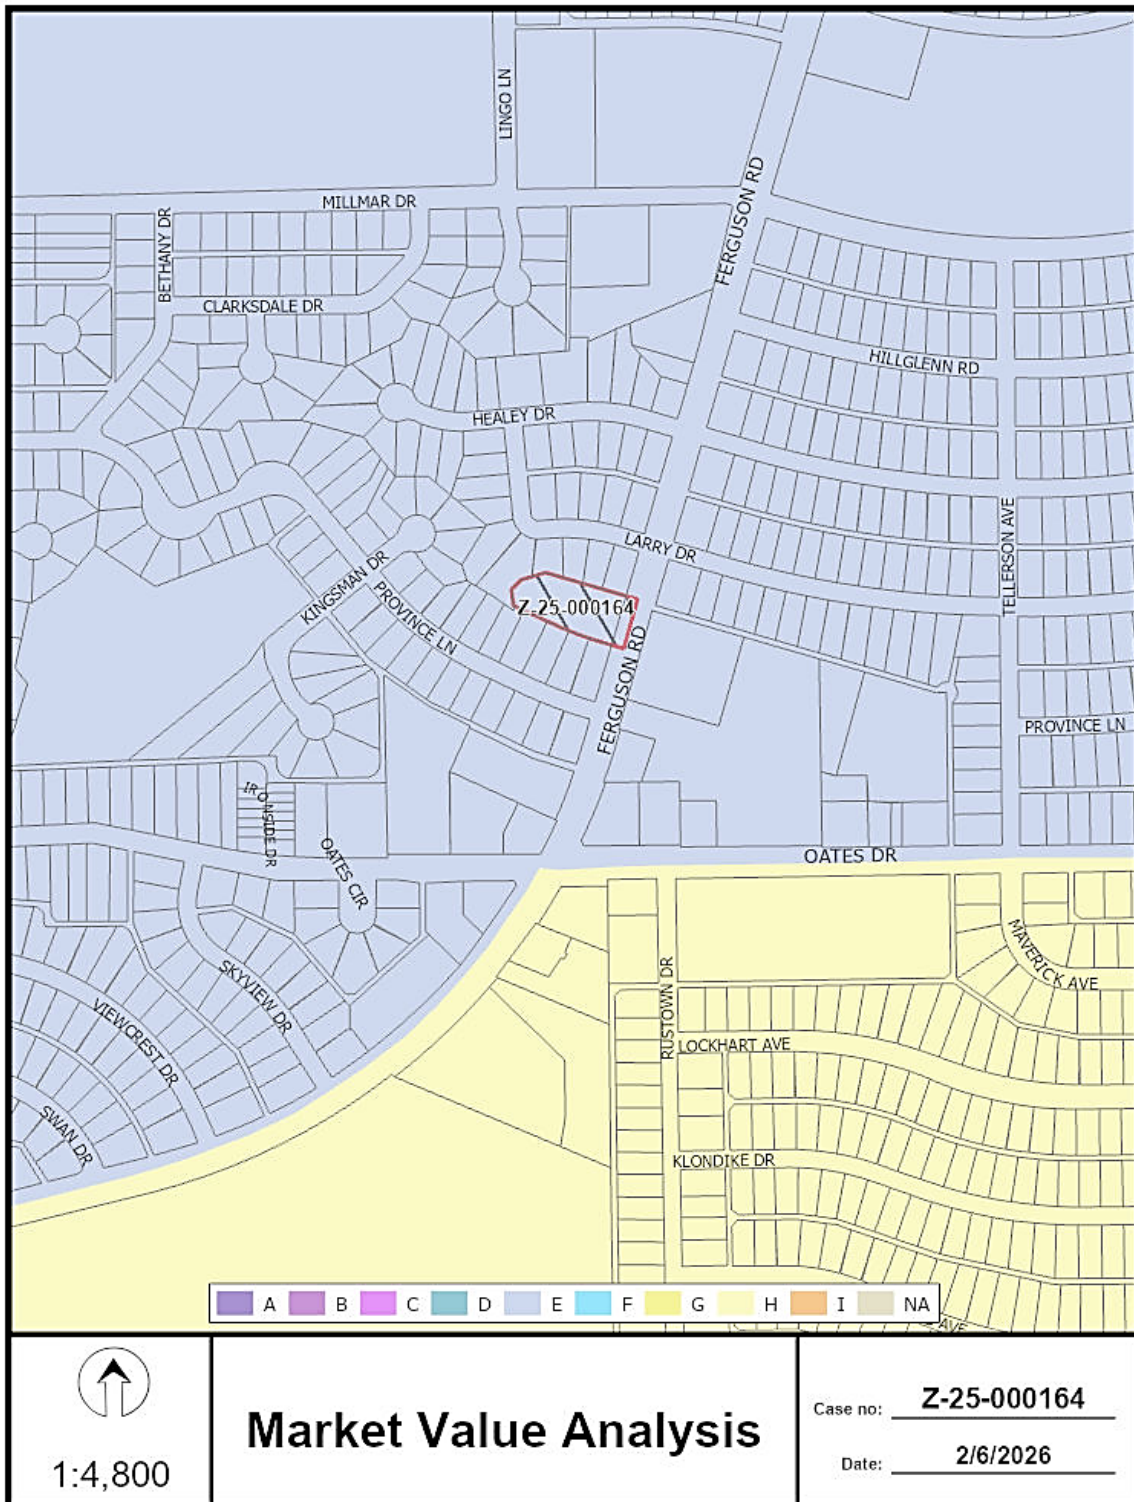 LINGO LN
FERGUSON RD
MILLMAR DR
BETHANY DR
CLARKSDALE DR
HILLGLENN RD
HEALEY DR
LARRY DR
TELLERSON AVE
KINGSMAN DR
PROVINCE LN
Z-25-000164
FERGUSON RD
PROVINCE LN
IRONSIDE DR
OATES CIR
OATES DR
MAVERICK AVE
SKYVIEW DR
RUSTOWN DR
VIEWCREST DR
LOCKHART AVE
SWAN DR
KLONDIKE DR
AVE
A B C D E F G H I NA
1:4,800
Market Value Analysis
Case no: Z-25-000164
Date: 2/6/2026